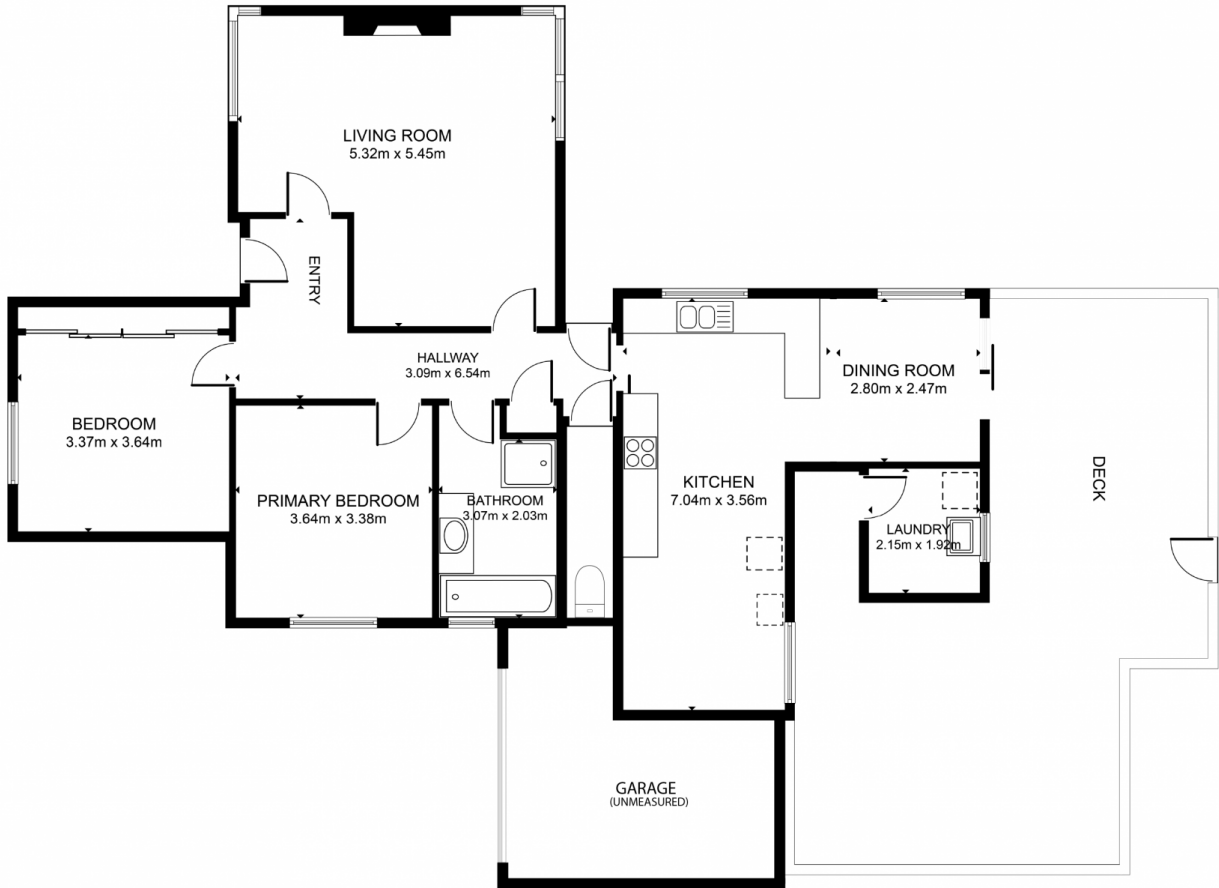 LIVING ROOM
5.32m x 5.45m
ENTRY
HALLWAY
3.09m x 6.54m
BEDROOM
3.37m x 3.64m
DINING ROOM
2.80m x 2.47m
PRIMARY BEDROOM
3.64m x 3.38m
BATHROOM
3.07m x 2.03m
KITCHEN
7.04m x 3.56m
DECK
LAUNDRY
2.15m x 1.92m
GARAGE
(UNMEASURED)